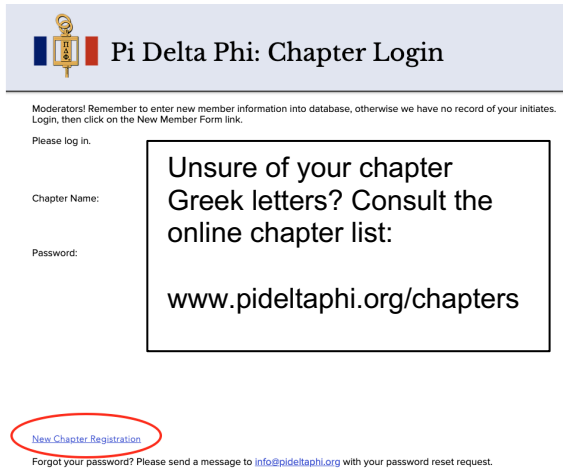 ΠΔΦ
Pi Delta Phi: Chapter Login
Moderators! Remember to enter new member information into database, otherwise we have no record of your initiates.
Login, then click on the New Member Form link.
Please log in.
Unsure of your chapter
Greek letters? Consult the
online chapter list:
www.pideltaphi.org/chapters
Chapter Name:
Password:
New Chapter Registration
Forgot your password? Please send a message to info@pideltaphi.org with your password reset request.